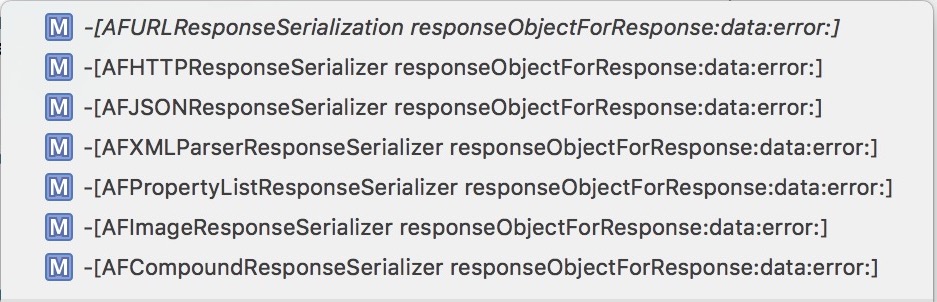 M -[AFURLResponseSerialization responseObjectForResponse:data:error:]
M -[AFHTTPResponseSerializer responseObjectForResponse:data:error:]
M -[AFJSONResponseSerializer responseObjectForResponse:data:error:]
M -[AFXMLParserResponseSerializer responseObjectForResponse:data:error:]
M -[AFPropertyListResponseSerializer responseObjectForResponse:data:error:]
M -[AFImageResponseSerializer responseObjectForResponse:data:error:]
M -[AFCompoundResponseSerializer responseObjectForResponse:data:error:]